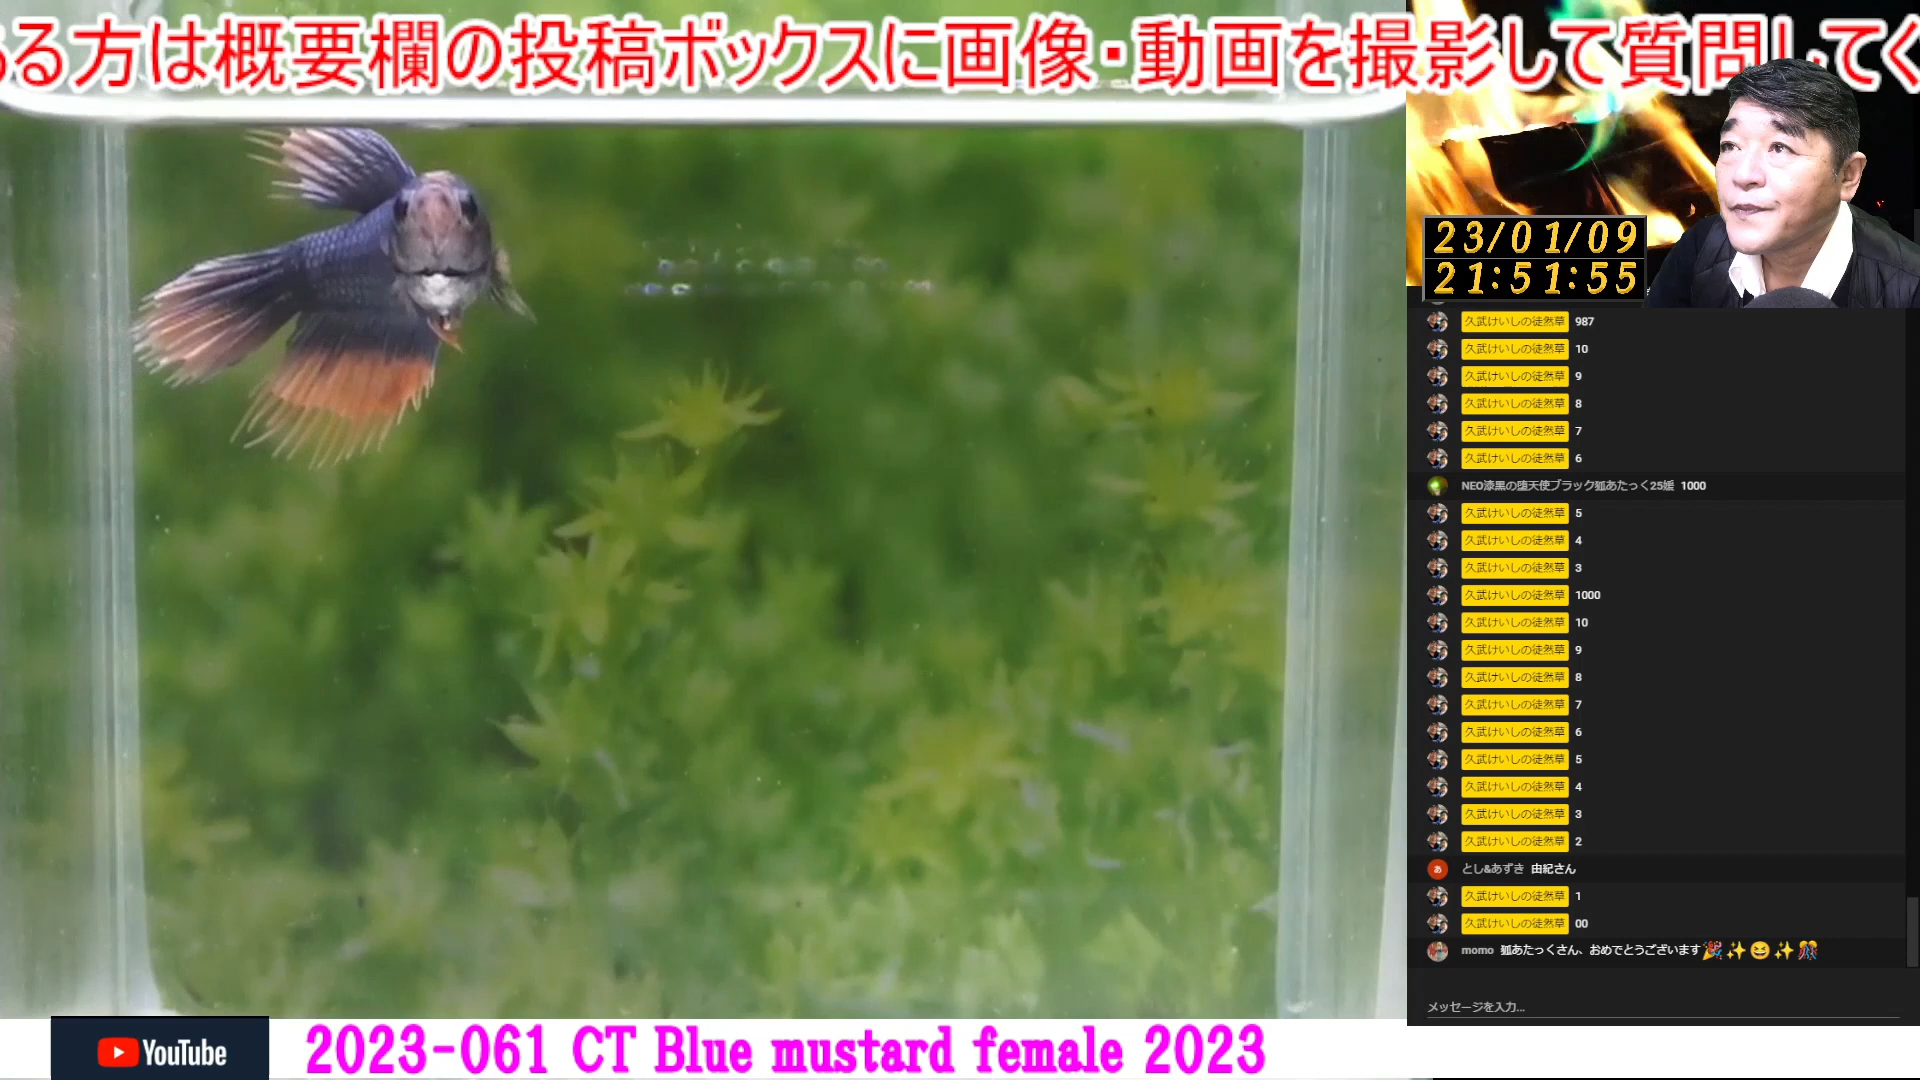 ある方は概要欄の投稿ボックスに画像・動画を撮影して質問してく
23/01/09
21:51:55
久武けいしの徒然草 987
久武けいしの徒然草 10
久武けいしの徒然草 9
久武けいしの徒然草 8
久武けいしの徒然草 7
久武けいしの徒然草 6
NEO漆黒の堕天使ブラック狐あたっく25媛 1000
久武けいしの徒然草 5
久武けいしの徒然草 4
久武けいしの徒然草 3
久武けいしの徒然草 1000
久武けいしの徒然草 10
久武けいしの徒然草 9
久武けいしの徒然草 8
久武けいしの徒然草 7
久武けいしの徒然草 6
久武けいしの徒然草 5
久武けいしの徒然草 4
久武けいしの徒然草 3
久武けいしの徒然草 2
あ とし&あずき 由紀さん
久武けいしの徒然草 1
久武けいしの徒然草 00
momo 狐あたっくさん、おめでとうございます🎉✨😆✨🎊
メッセージを入力...
YouTube
2023-061 CT Blue mustard female 2023